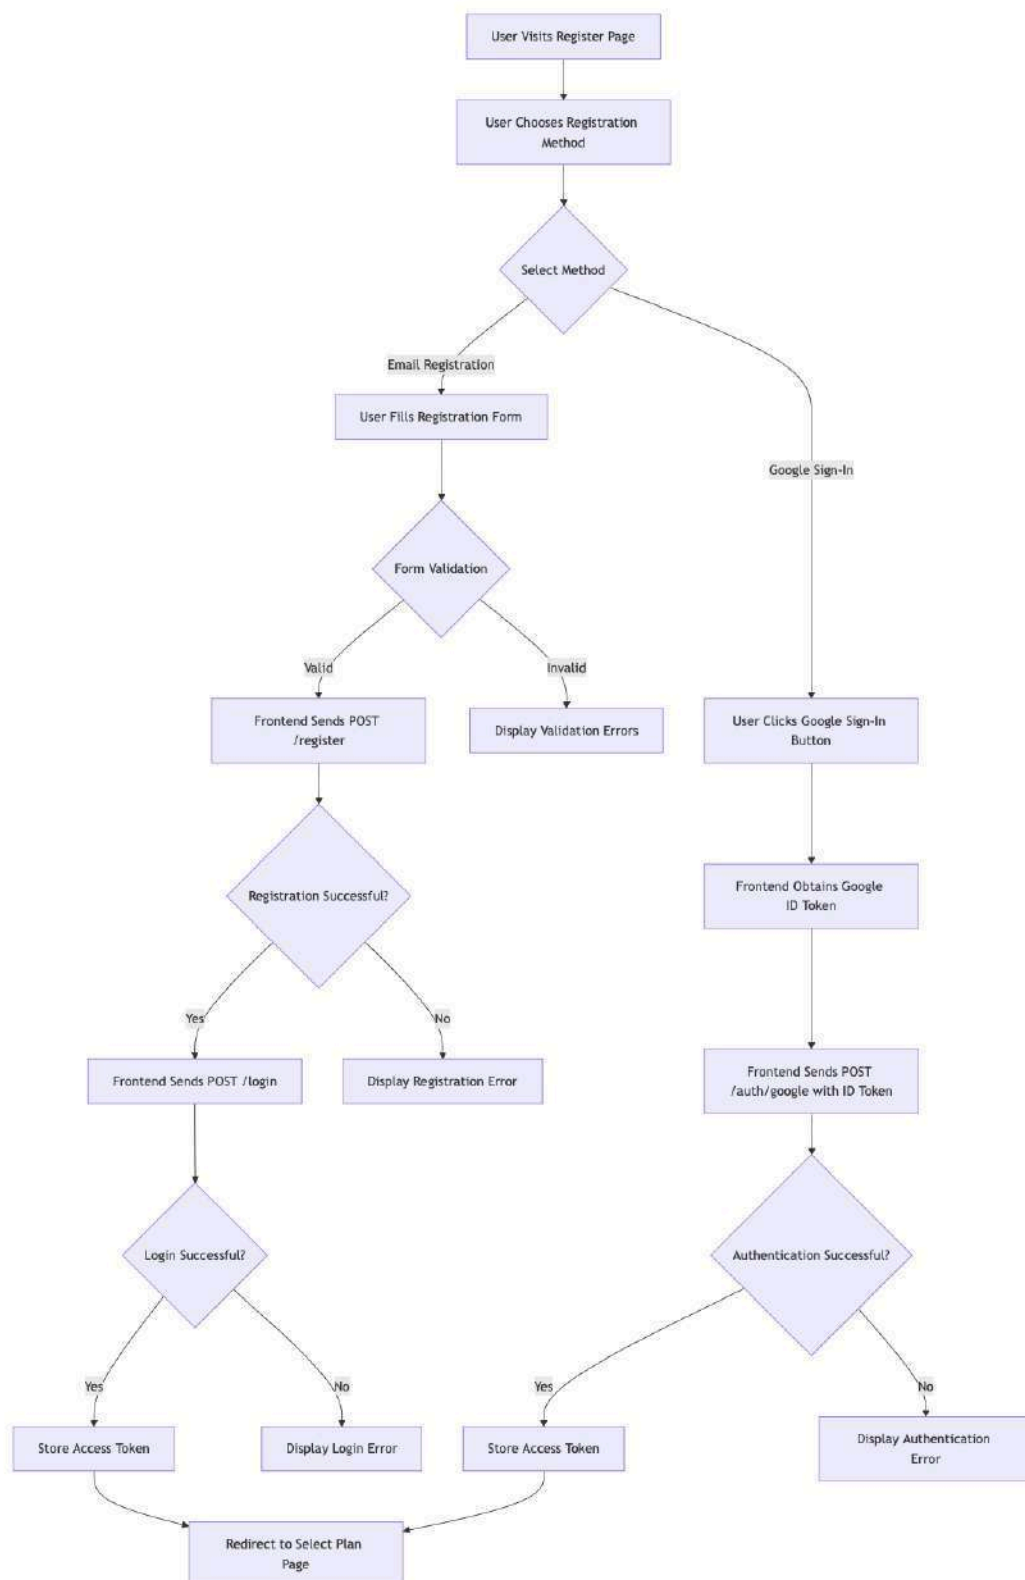 User Visits Register Page
User Chooses Registration
Method
Select Method
Email Registration
User Fills Registration Form
Google Sign-In
Form Validation
Valid
Invalid
Frontend Sends POST
/register
Display Validation Errors
User Clicks Google Sign-In
Button
Registration Successful?
Frontend Obtains Google
ID Token
Yes
No
Frontend Sends POST /login
Display Registration Error
Frontend Sends POST
/auth/google with ID Token
Login Successful?
Authentication Successful?
Yes
No
Yes
No
Store Access Token
Display Login Error
Store Access Token
Display Authentication
Error
Redirect to Select Plan
Page